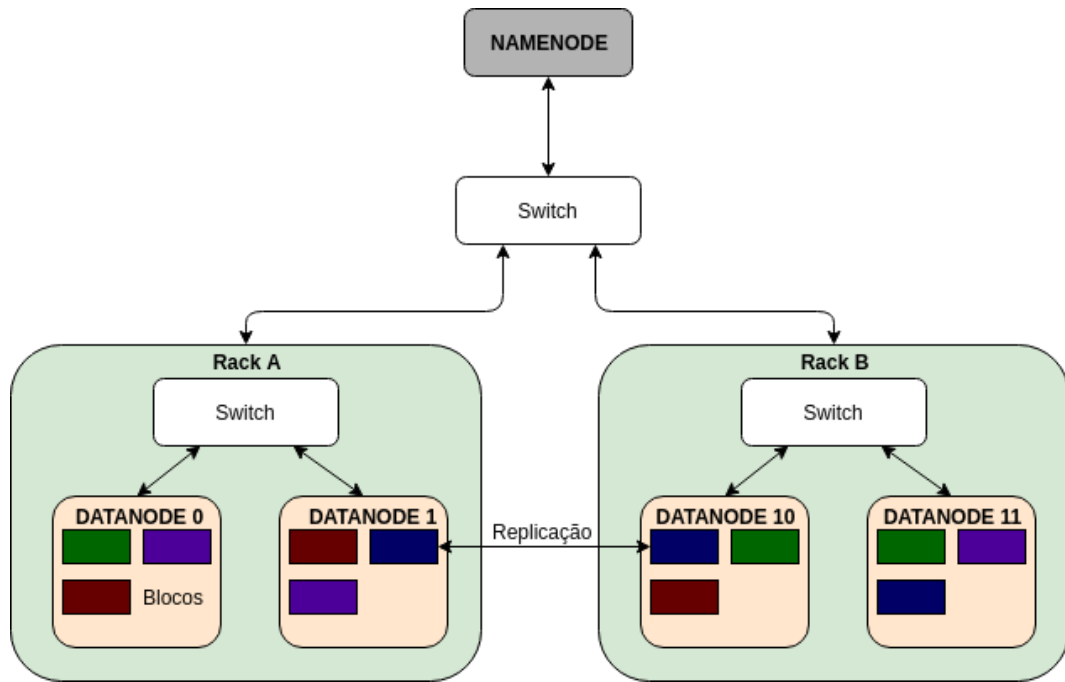 NAMENODE
Switch
Rack A
Rack B
Switch
Switch
DATANODE 0
DATANODE 1
DATANODE 10
DATANODE 11
Replicação
Blocos